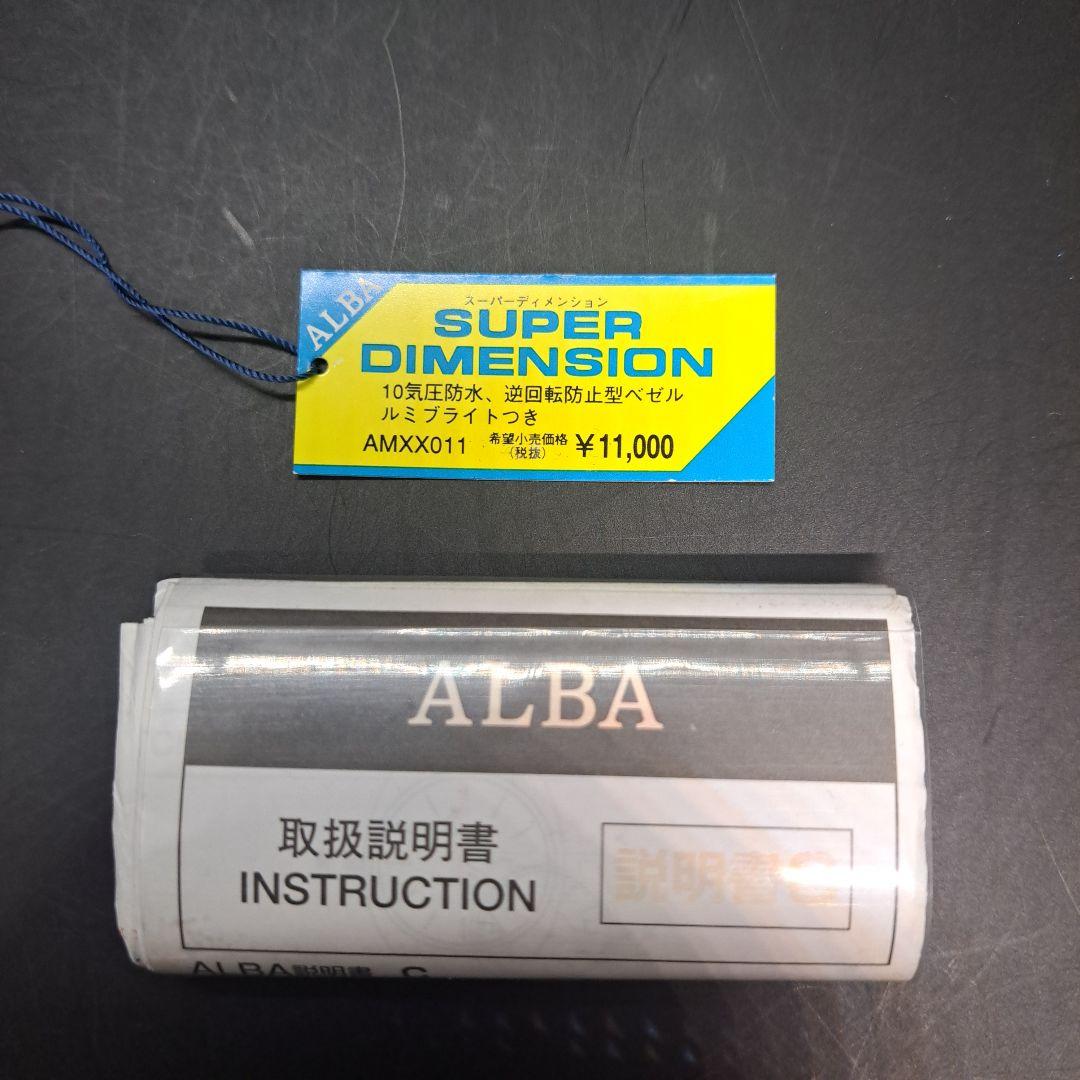 ALBA
スーパーディメンション
SUPER
DIMENSION
10気圧防水、逆回転防止型ベゼル
ルミブライトつき
AMXX011 希望小売価格(税抜) ¥11,000
ALBA
取扱説明書
INSTRUCTION
説明書C
ALBA説明書 C